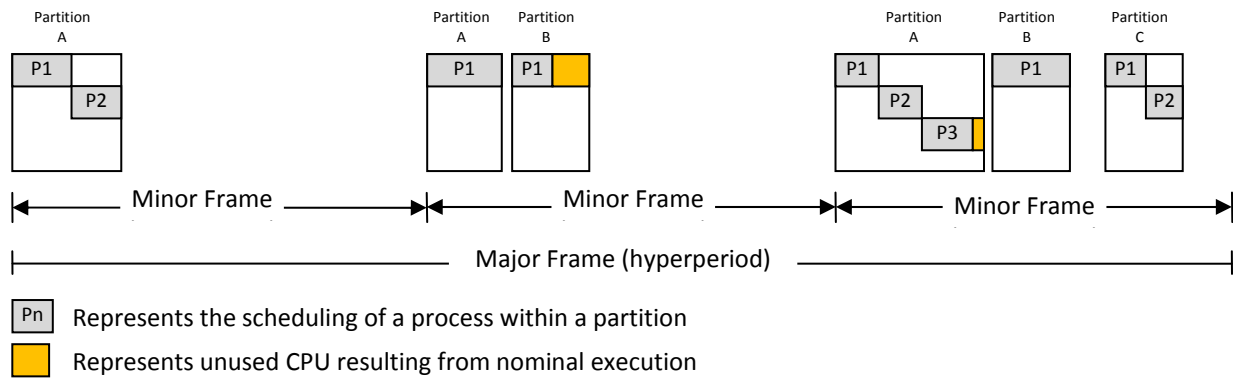 Partition Partition Partition Partition Partition Partition
A A B A B C
P1 P1 P1 P1 P1 P1
P2 P2 P2
P3
Minor Frame Minor Frame Minor Frame
Major Frame (hyperperiod)
Pn Represents the scheduling of a process within a partition
Represents unused CPU resulting from nominal execution